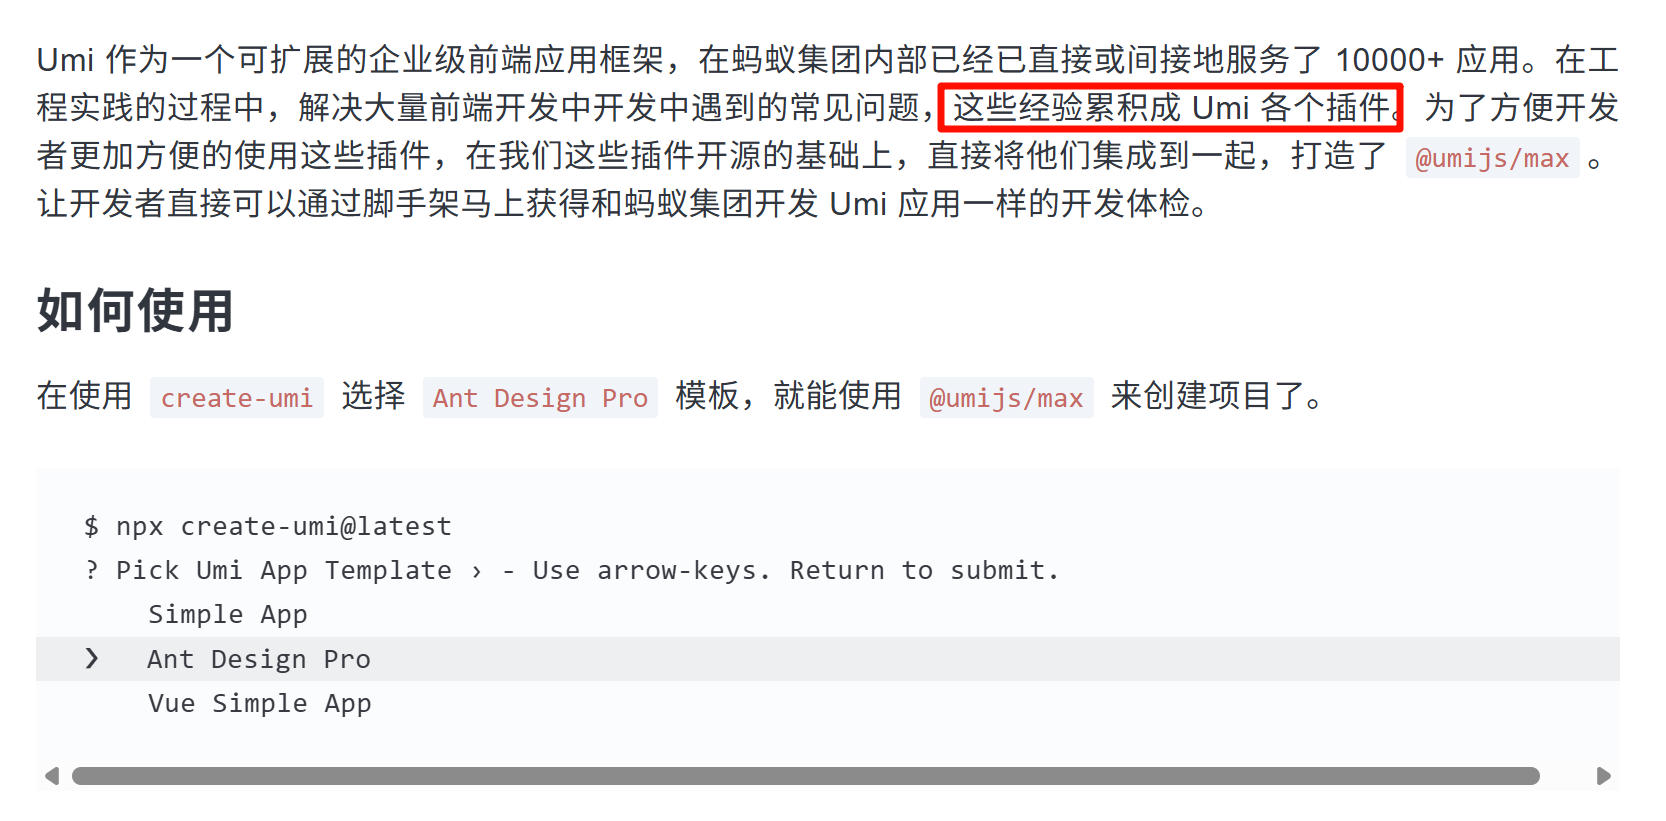 Umi 作为一个可扩展的企业级前端应用框架，在蚂蚁集团内部已经已直接或间接地服务了 10000+ 应用。在工
程实践的过程中，解决大量前端开发中开发中遇到的常见问题，这些经验累积成 Umi 各个插件。为了方便开发
者更加方便的使用这些插件，在我们这些插件开源的基础上，直接将他们集成到一起，打造了 @umijs/max 。
让开发者直接可以通过脚手架马上获得和蚂蚁集团开发 Umi 应用一样的开发体检。
如何使用
在使用 create-umi 选择 Ant Design Pro 模板，就能使用 @umijs/max 来创建项目了。
$ npx create-umi@latest
? Pick Umi App Template › - Use arrow-keys. Return to submit.
Simple App
❯ Ant Design Pro
Vue Simple App